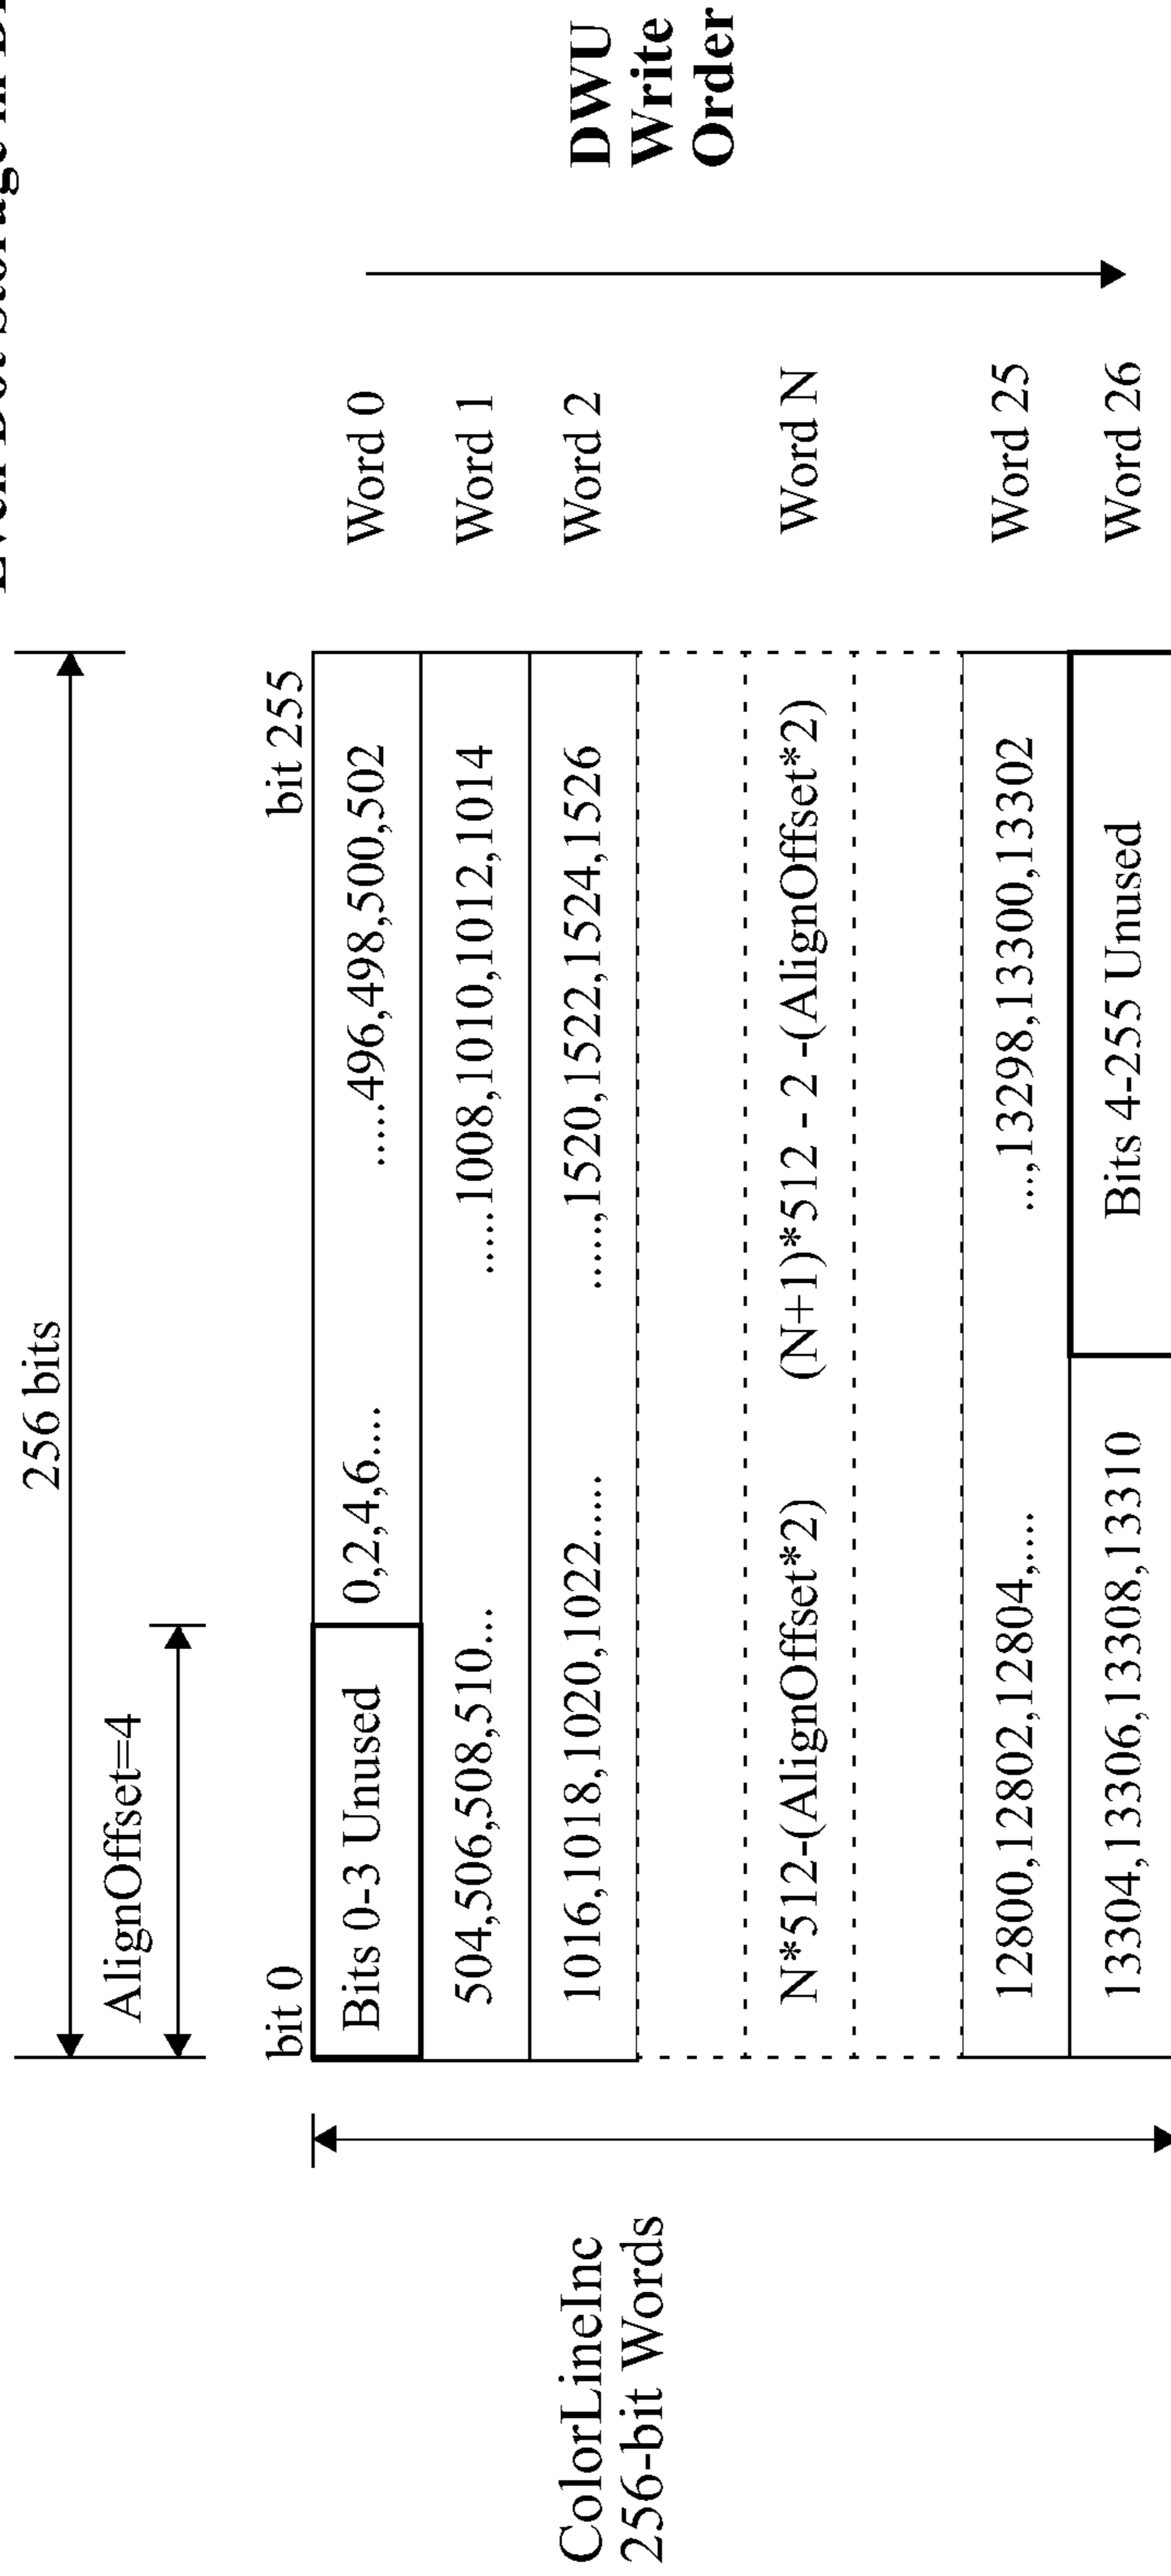 256 bits
AlignOffset=4
bit 0
bit 255
Bits 0-3 Unused
0,2,4,6....
.....496,498,500,502
Word 0
504,506,508,510...
......1008,1010,1012,1014
Word 1
1016,1018,1020,1022.....
......,1520,1522,1524,1526
Word 2
N*512-(AlignOffset*2)
(N+1)*512 - 2 -(AlignOffset*2)
Word N
12800,12802,12804,....
...,13298,13300,13302
Word 25
13304,13306,13308,13310
Bits 4-255 Unused
Word 26
ColorLineInc
256-bit Words
DWU
Write
Order